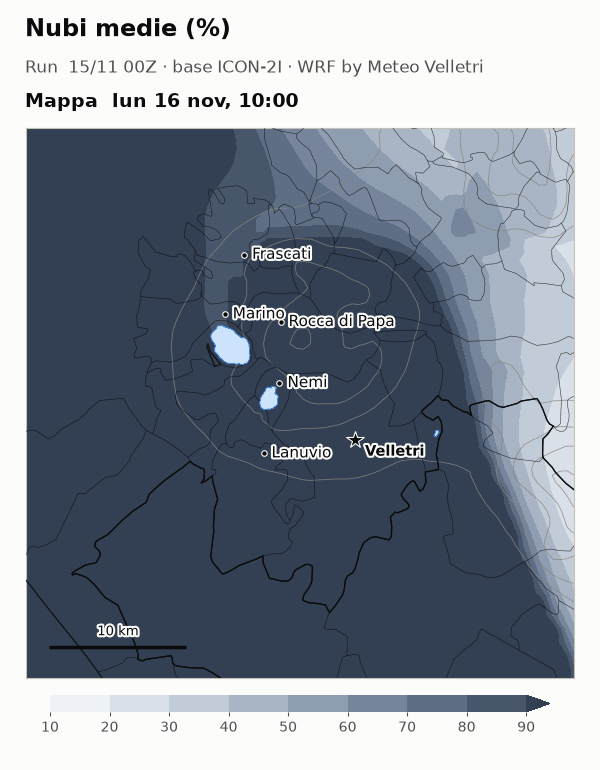 Nubi medie (%)
Run  15/11 00Z · base ICON-2I · WRF by Meteo Velletri
Mappa  lun 16 nov, 10:00
Frascati
Marino
Rocca di Papa
Nemi
Velletri
Lanuvio
10 km
10 20 30 40 50 60 70 80 90